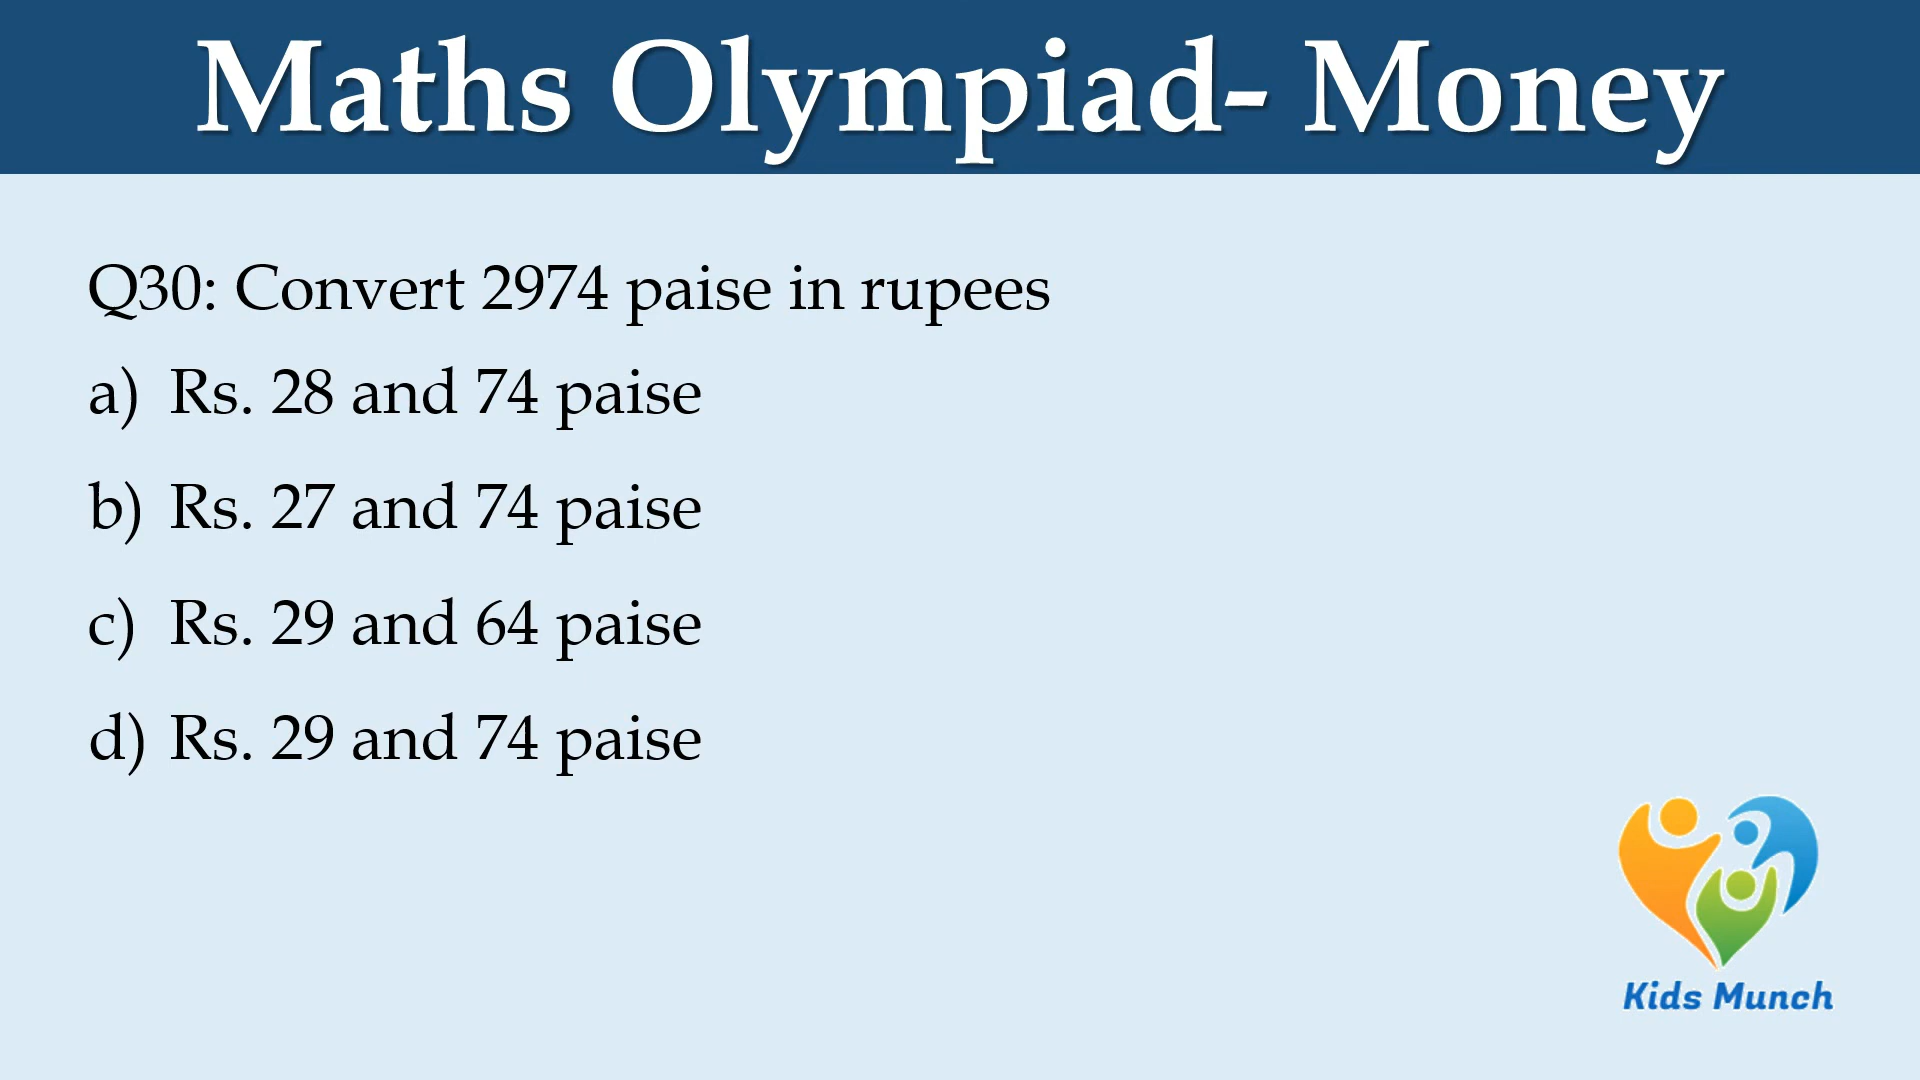 Maths Olympiad- Money
Q30: Convert 2974 paise in rupees
a) Rs. 28 and 74 paise
b) Rs. 27 and 74 paise
c) Rs. 29 and 64 paise
d) Rs. 29 and 74 paise
Kids Munch